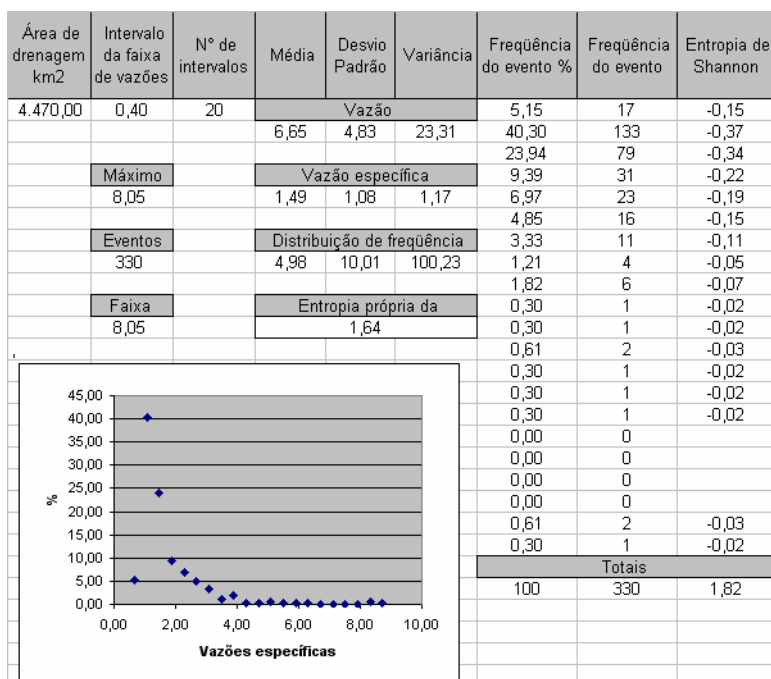 Área de drenagem km2 Intervalo da faixa de vazões N° de intervalos Média Desvio Padrão Variância Freqüência do evento % Freqüência do evento Entropia de Shannon
4.470,00 0,40 20 Vazão 5,15 17 -0,15
6,65 4,83 23,31 40,30 133 -0,37
23,94 79 -0,34
Máximo Vazão específica 9,39 31 -0,22
8,05 1,49 1,08 1,17 6,97 23 -0,19
4,85 16 -0,15
Eventos Distribuição de freqüência 3,33 11 -0,11
330 4,98 10,01 100,23 1,21 4 -0,05
1,82 6 -0,07
Faixa Entropia própria da 0,30 1 -0,02
8,05 1,64 0,30 1 -0,02
0,61 2 -0,03
0,30 1 -0,02
0,30 1 -0,02
0,30 1 -0,02
0,00 0
0,00 0
0,00 0
0,00 0
0,61 2 -0,03
0,30 1 -0,02
Totais
100 330 1,82
45,00
40,00
35,00
30,00
25,00
20,00
15,00
10,00
5,00
0,00
%
0,00 2,00 4,00 6,00 8,00 10,00
Vazões específicas